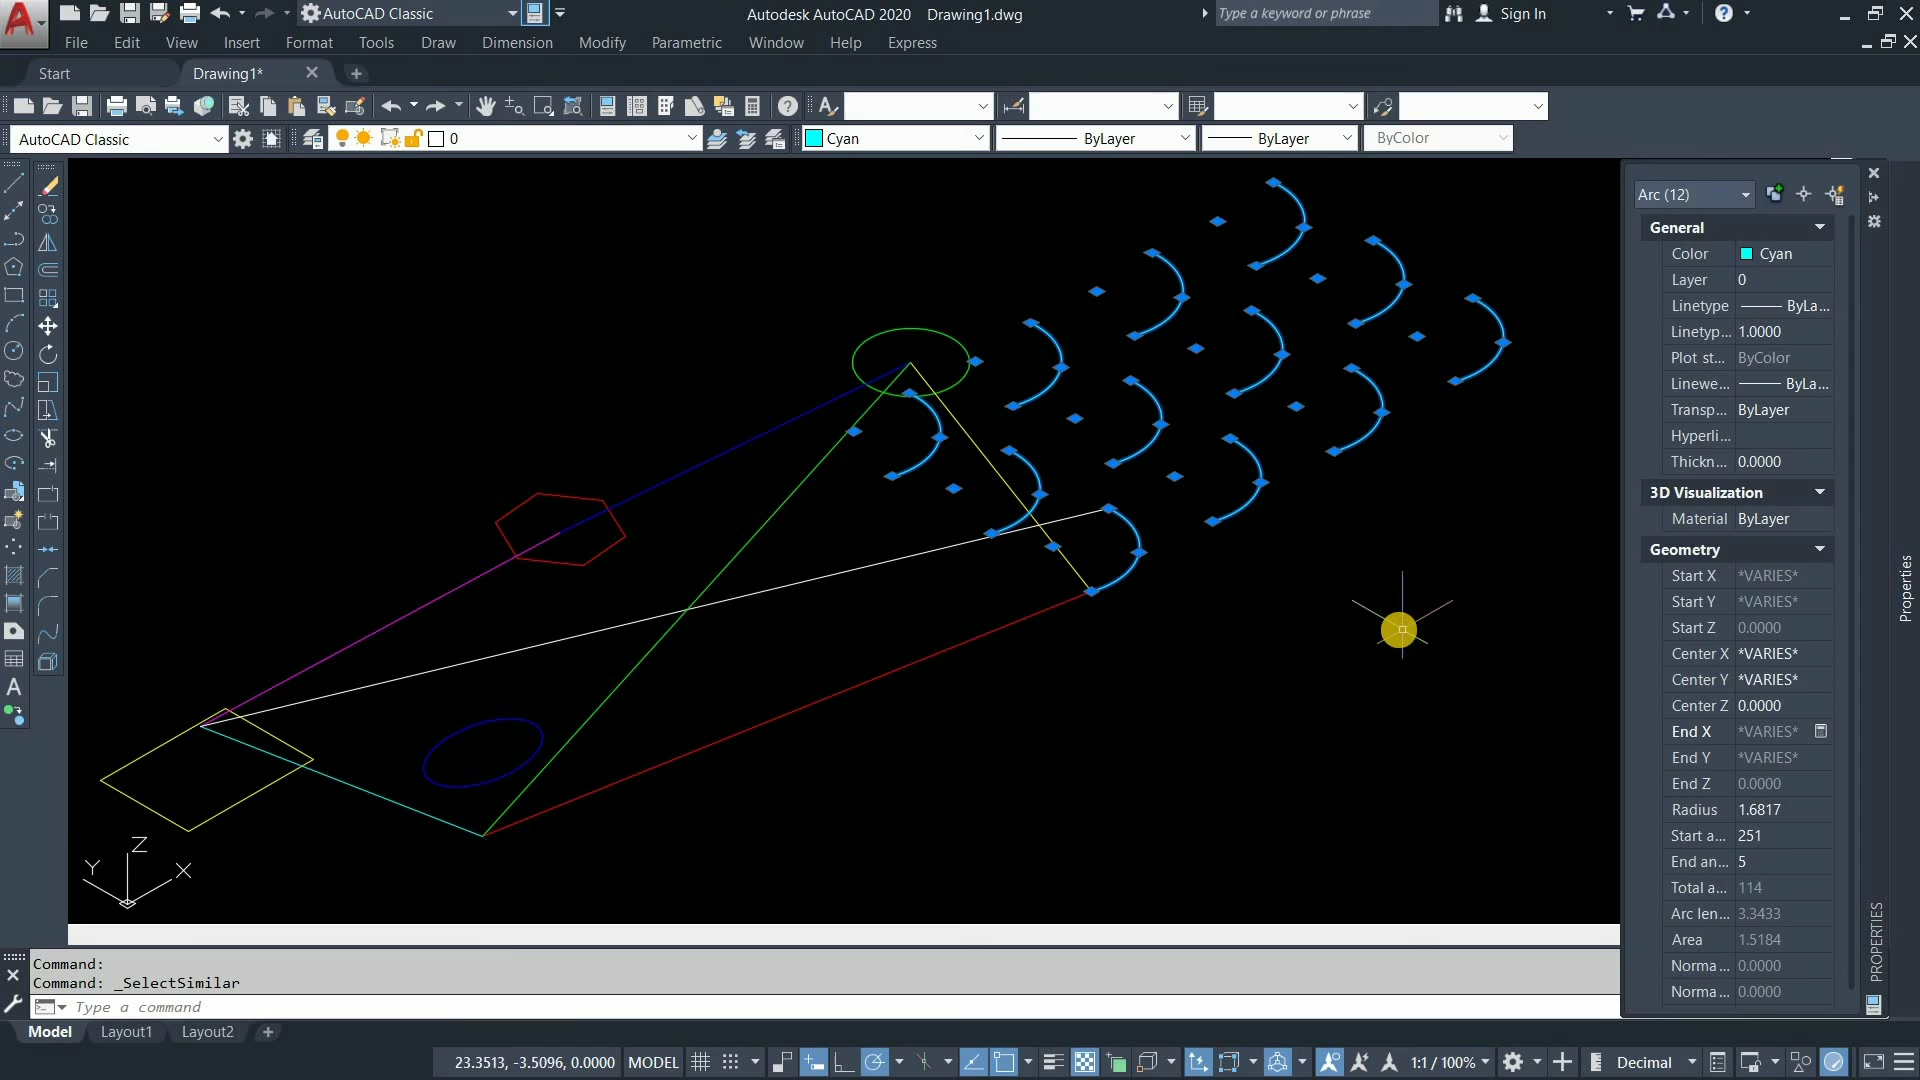 AutoCAD Classic
Autodesk AutoCAD 2020 Drawing1.dwg
Type a keyword or phrase
Sign In
File Edit View Insert Format Tools Draw Dimension Modify Parametric Window Help Express
Start
Drawing1*
AutoCAD Classic
0
Cyan
ByLayer
ByLayer
ByColor
Arc (12)
General
Color Cyan
Layer 0
Linetype ByLa...
Linetyp... 1.0000
Plot st... ByColor
Linewe... ByLa...
Transp... ByLayer
Hyperli...
Thickn... 0.0000
3D Visualization
Material ByLayer
Geometry
Start X *VARIES*
Start Y *VARIES*
Start Z 0.0000
Center X *VARIES*
Center Y *VARIES*
Center Z 0.0000
End X *VARIES*
End Y *VARIES*
End Z 0.0000
Radius 1.6817
Start a... 251
End an... 5
Total a... 114
Arc len... 3.3433
Area 1.5184
Norma... 0.0000
Norma... 0.0000
PROPERTIES
Properties
Z
Y X
Command:
Command: _SelectSimilar
Type a command
Model Layout1 Layout2
23.3513, -3.5096, 0.0000 MODEL 1:1 / 100% Decimal